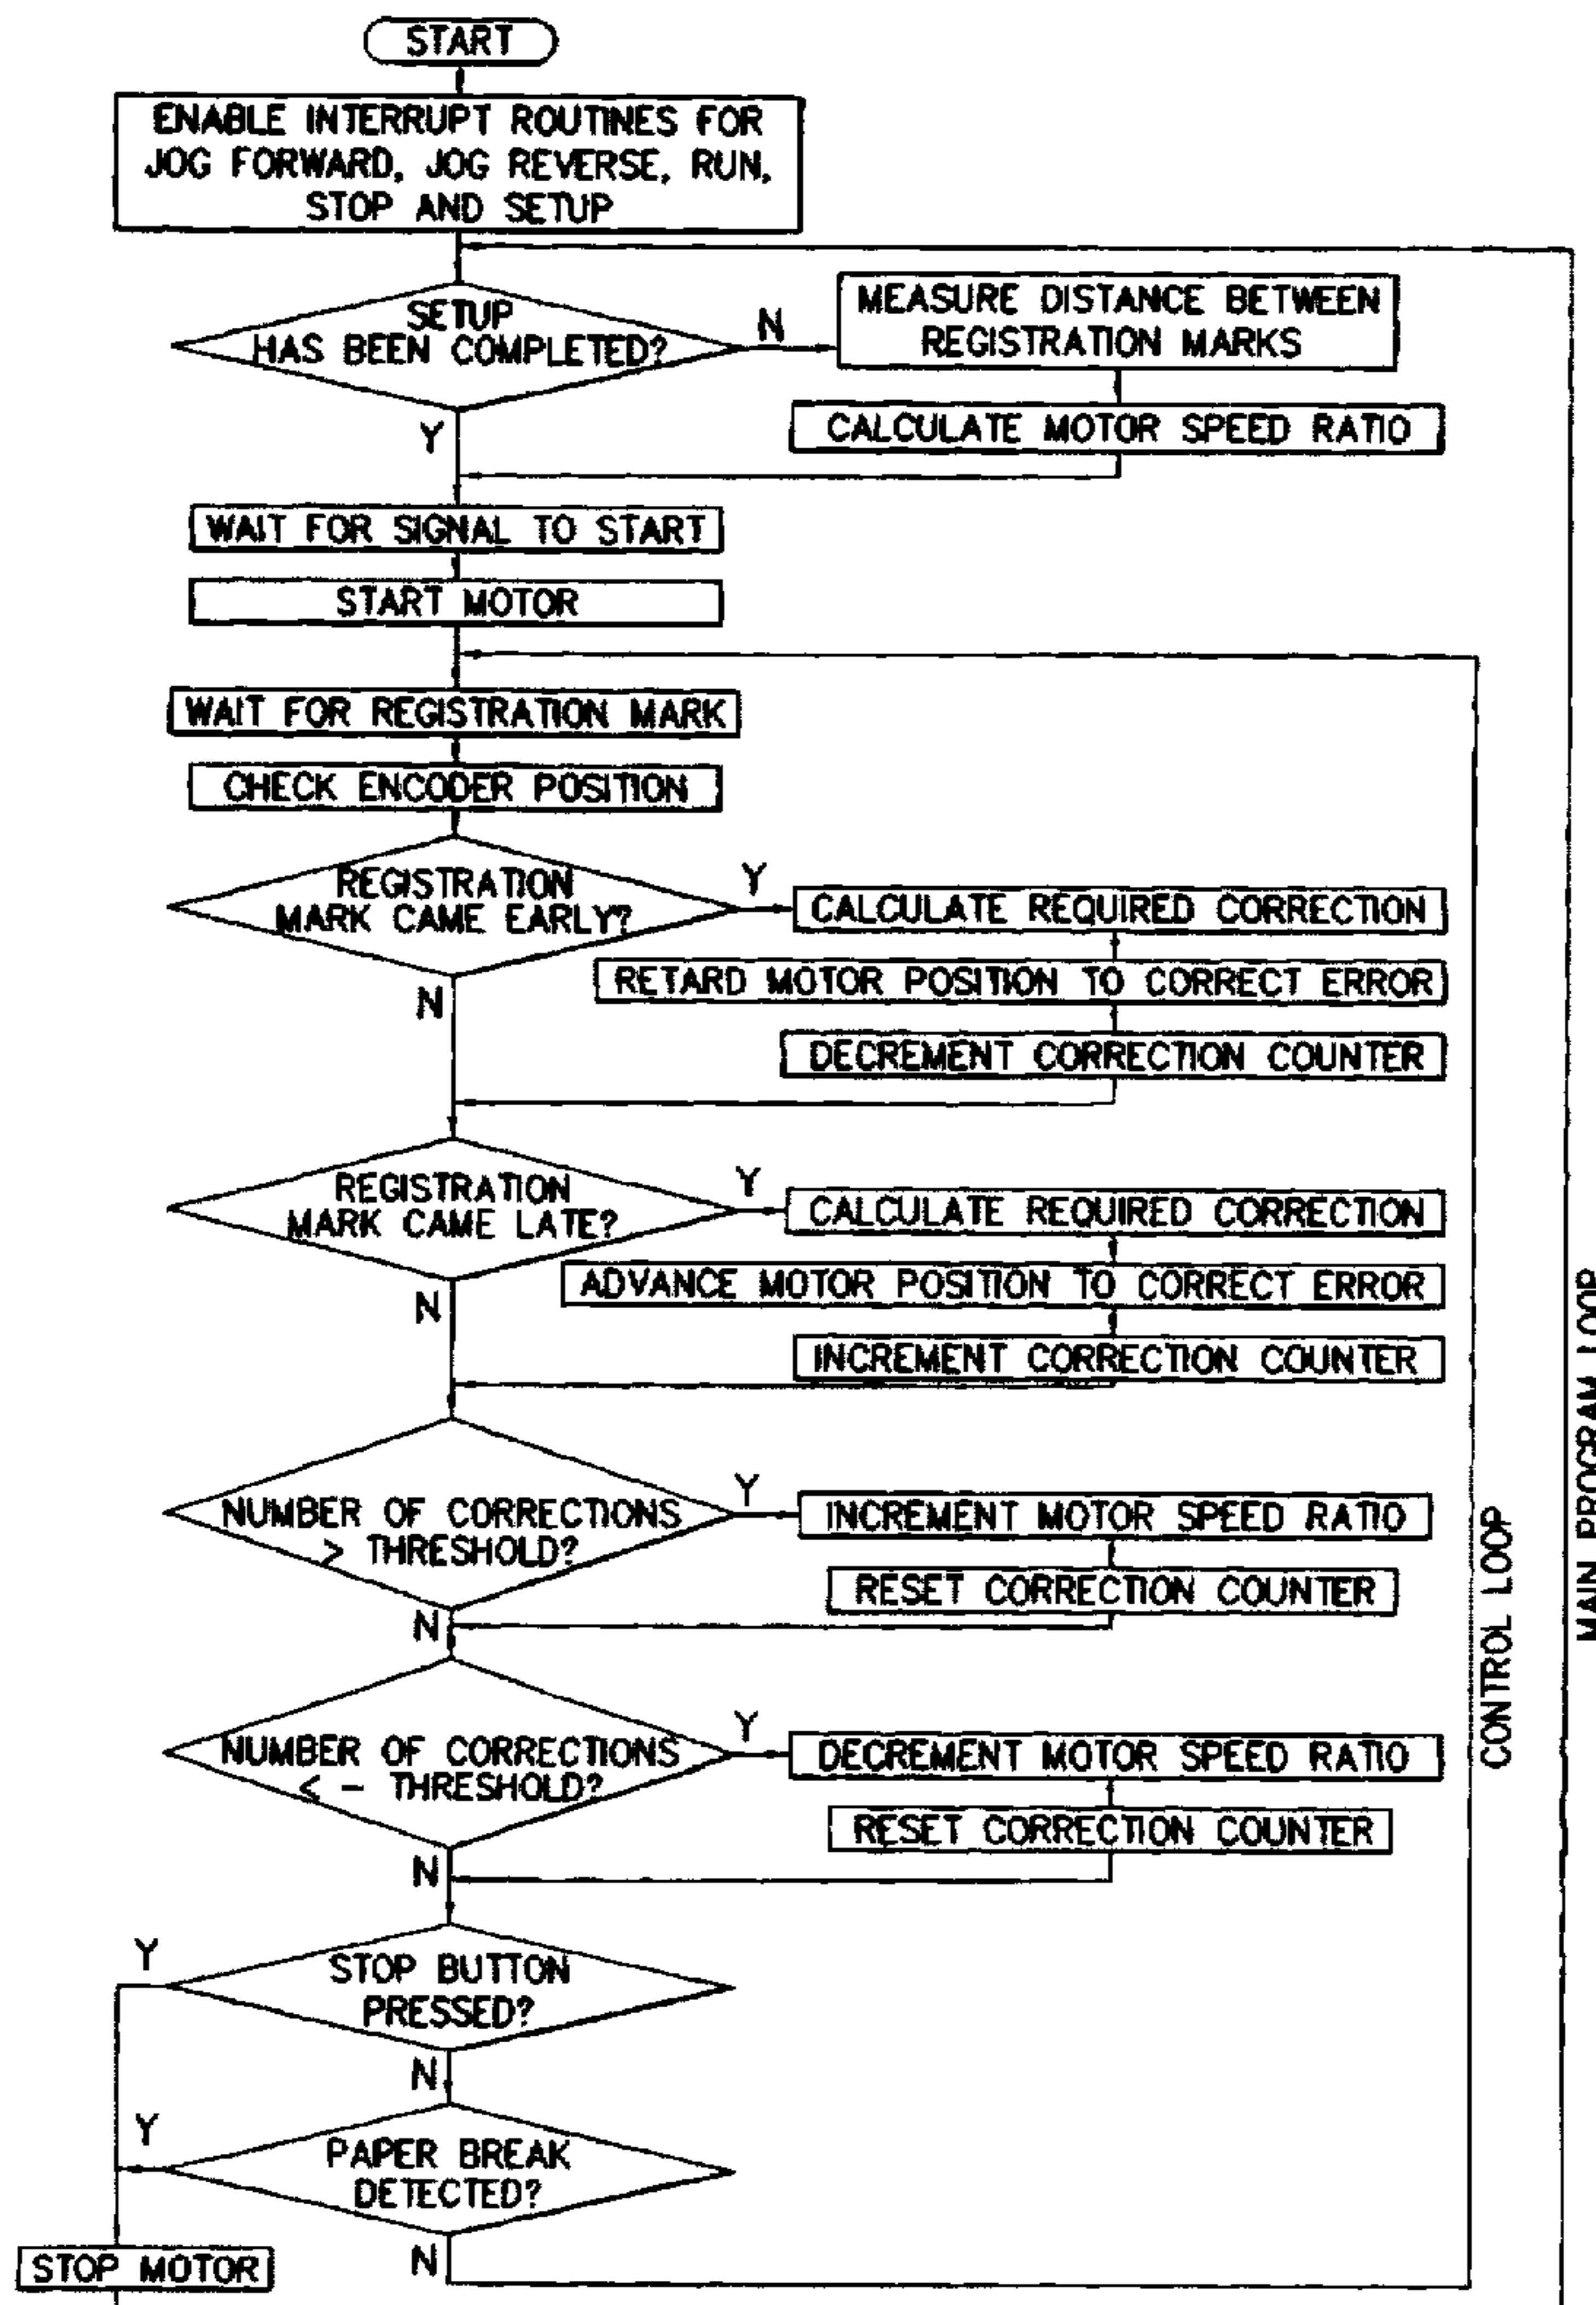 START
ENABLE INTERRUPT ROUTINES FOR
JOG FORWARD, JOG REVERSE, RUN,
STOP AND SETUP
SETUP
HAS BEEN COMPLETED?
N
MEASURE DISTANCE BETWEEN
REGISTRATION MARKS
Y
CALCULATE MOTOR SPEED RATIO
WAIT FOR SIGNAL TO START
START MOTOR
WAIT FOR REGISTRATION MARK
CHECK ENCODER POSITION
REGISTRATION
MARK CAME EARLY?
Y
CALCULATE REQUIRED CORRECTION
RETARD MOTOR POSITION TO CORRECT ERROR
N
DECREMENT CORRECTION COUNTER
REGISTRATION
MARK CAME LATE?
Y
CALCULATE REQUIRED CORRECTION
ADVANCE MOTOR POSITION TO CORRECT ERROR
N
INCREMENT CORRECTION COUNTER
NUMBER OF CORRECTIONS
> THRESHOLD?
Y
INCREMENT MOTOR SPEED RATIO
RESET CORRECTION COUNTER
N
NUMBER OF CORRECTIONS
< - THRESHOLD?
Y
DECREMENT MOTOR SPEED RATIO
RESET CORRECTION COUNTER
N
STOP BUTTON
PRESSED?
Y
N
PAPER BREAK
DETECTED?
Y
N
STOP MOTOR
CONTROL LOOP
MAIN PROGRAM LOOP